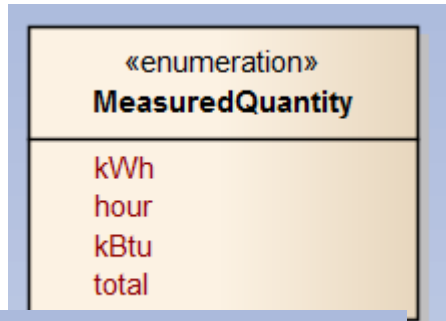 «enumeration»
MeasuredQuantity
kWh
hour
kBtu
total